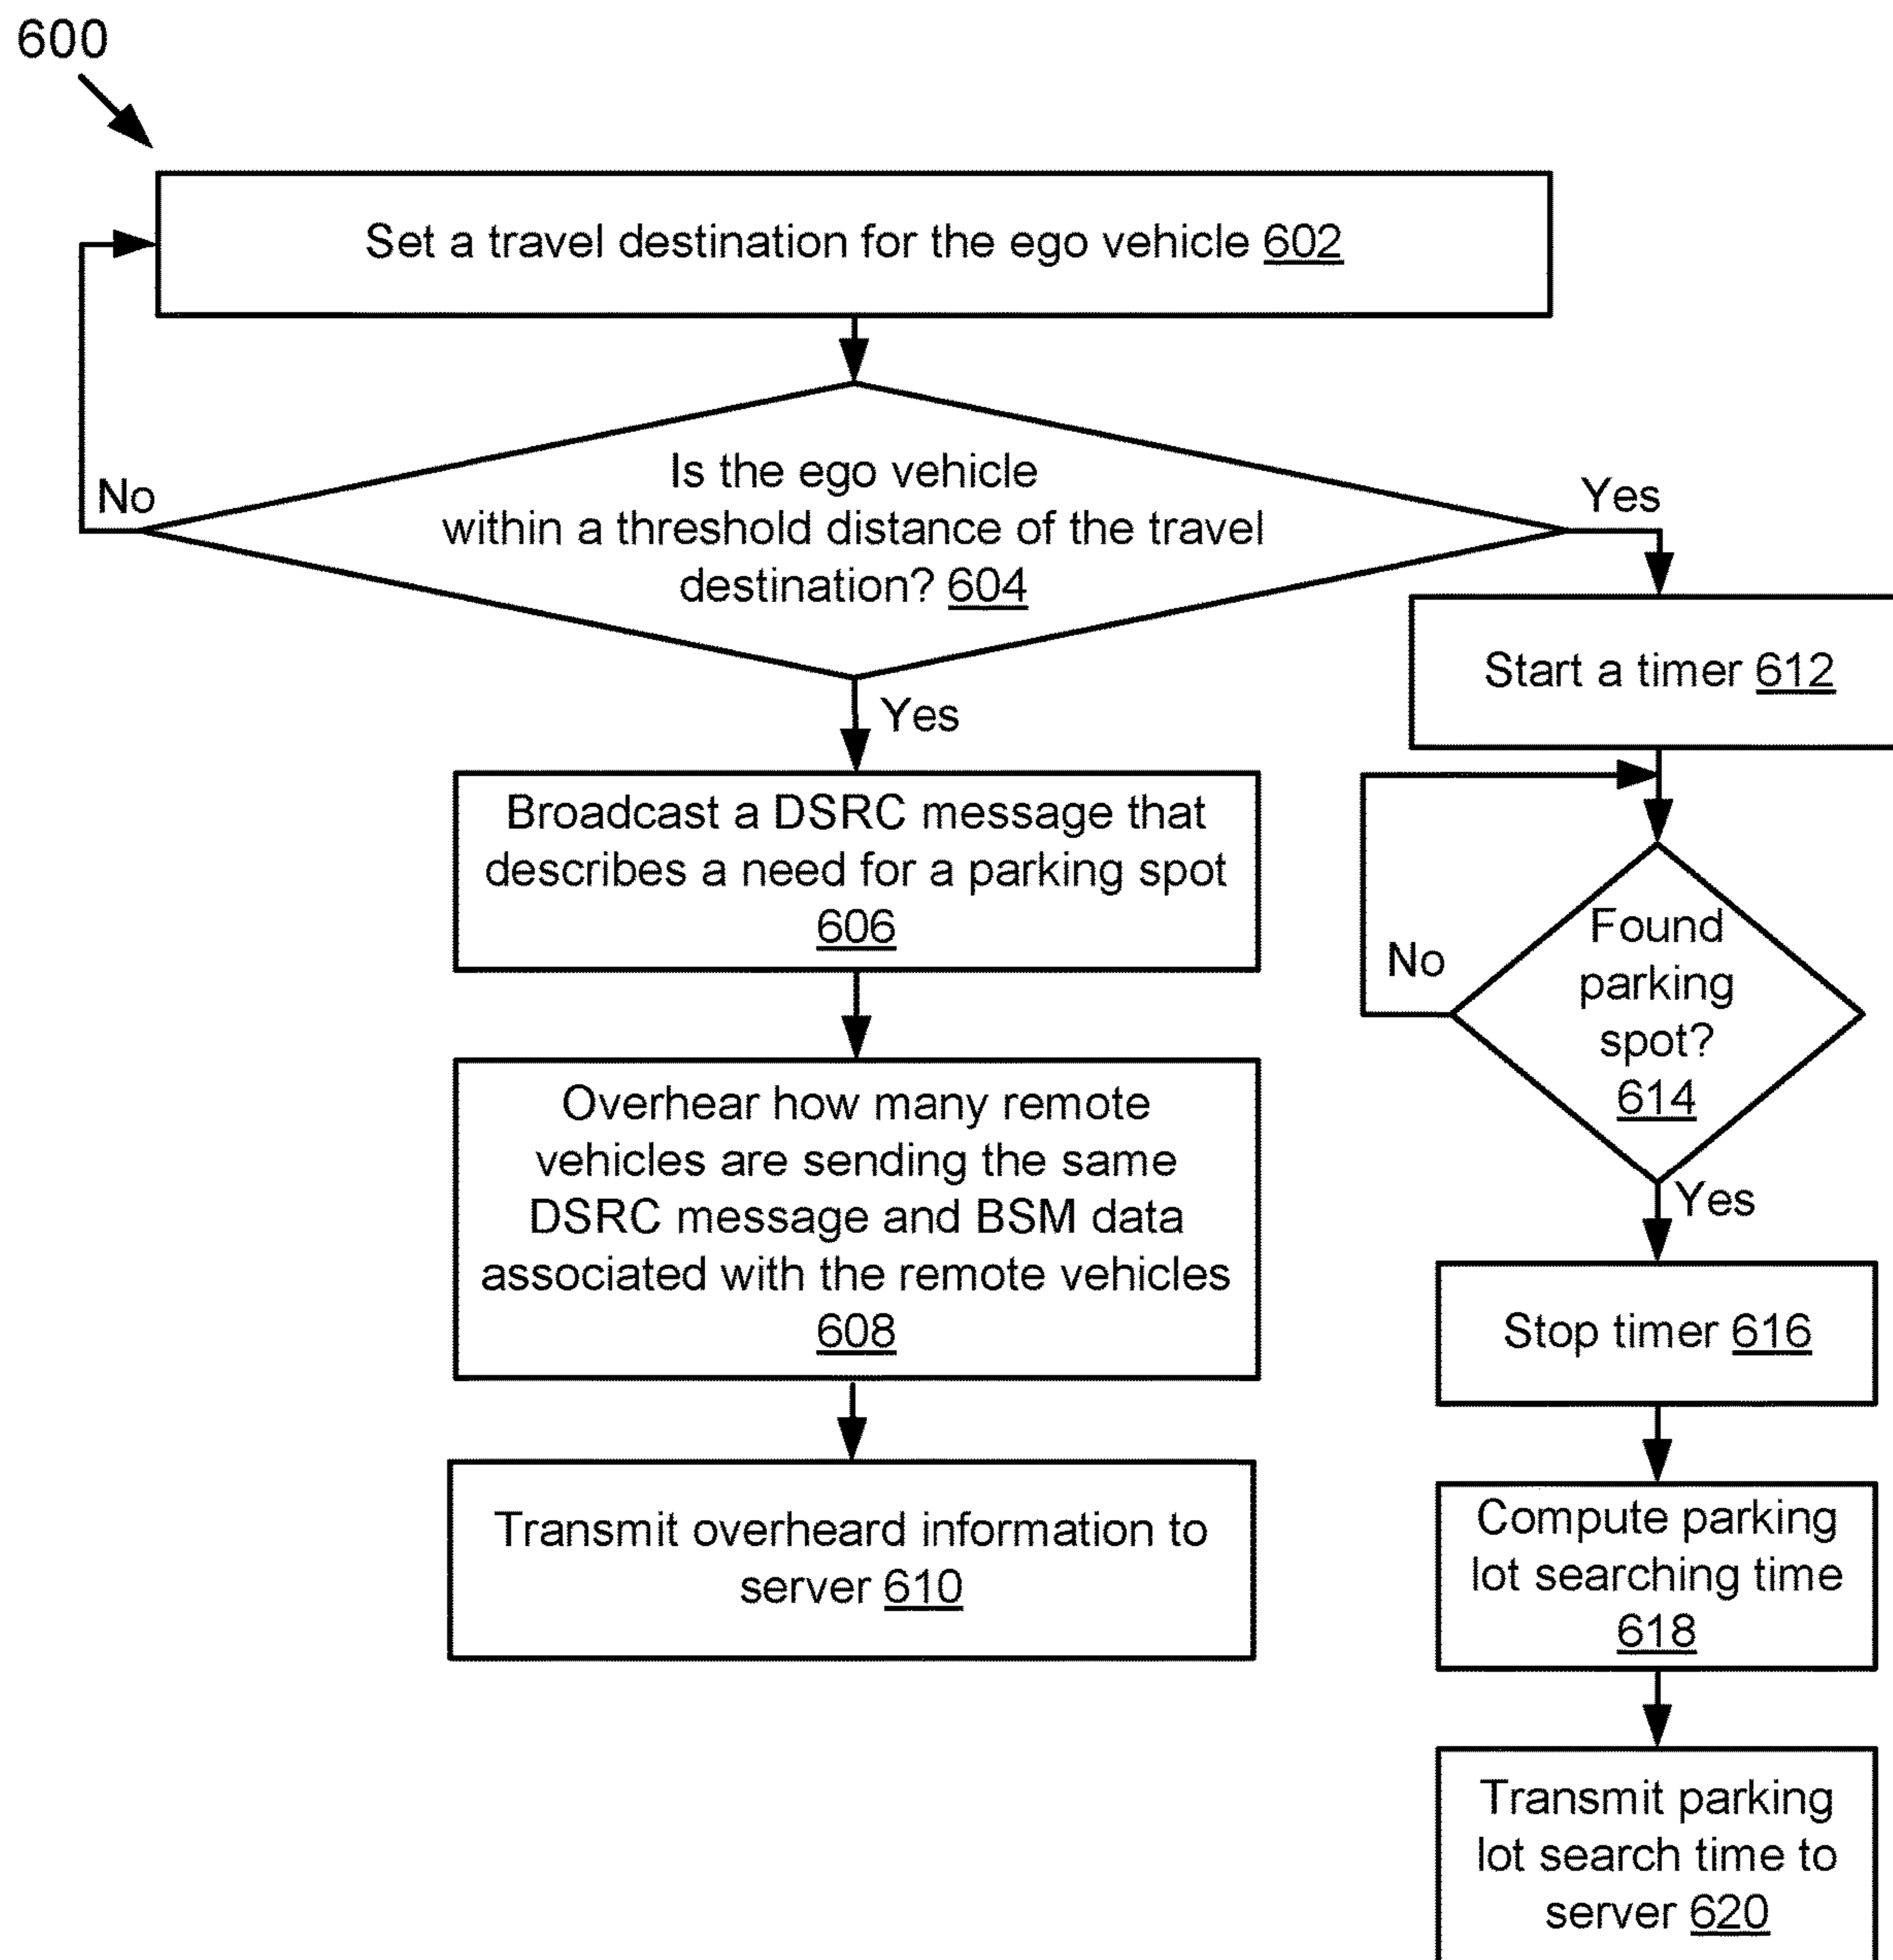 600
Set a travel destination for the ego vehicle 602
Is the ego vehicle
within a threshold distance of the travel
destination? 604
No
Yes
Yes
Broadcast a DSRC message that
describes a need for a parking spot
606
Overhear how many remote
vehicles are sending the same
DSRC message and BSM data
associated with the remote vehicles
608
Transmit overheard information to
server 610
Start a timer 612
Found
parking
spot?
614
No
Yes
Stop timer 616
Compute parking
lot searching time
618
Transmit parking
lot search time to
server 620